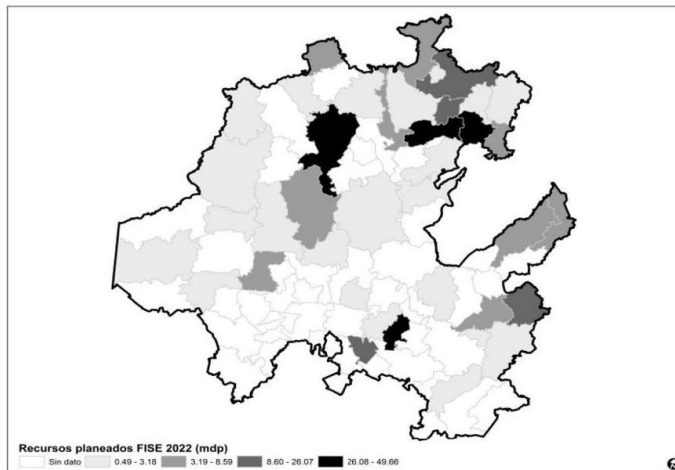 Recursos planeados FISE 2022 (mdp)
Sin dato 0.49 - 3.18 3.19 - 8.59 8.60 - 26.07 26.08 - 49.66